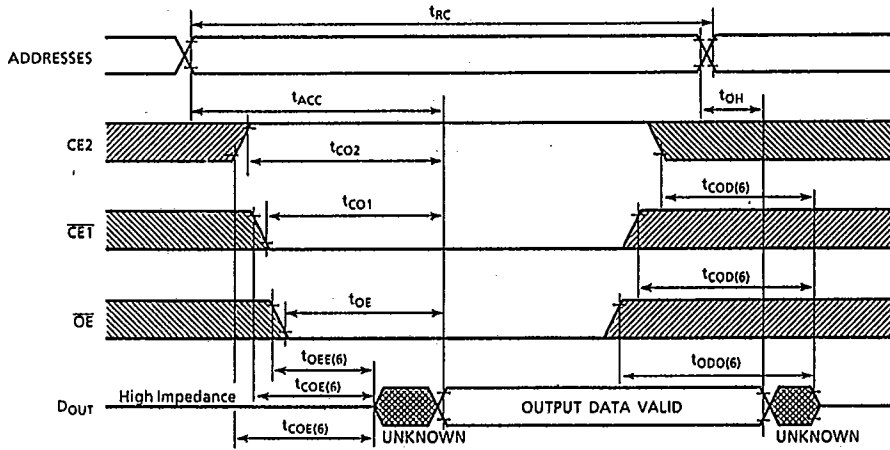 tRC
ADDRESSES
tACC
tOH
CE2
tCO2
tCOD(6)
CE1
tCO1
tCOD(6)
OE
tOE
tOEE(6)
tODO(6)
DOUT
High Impedance
tCOE(6)
OUTPUT DATA VALID
tCOE(6)
UNKNOWN
UNKNOWN